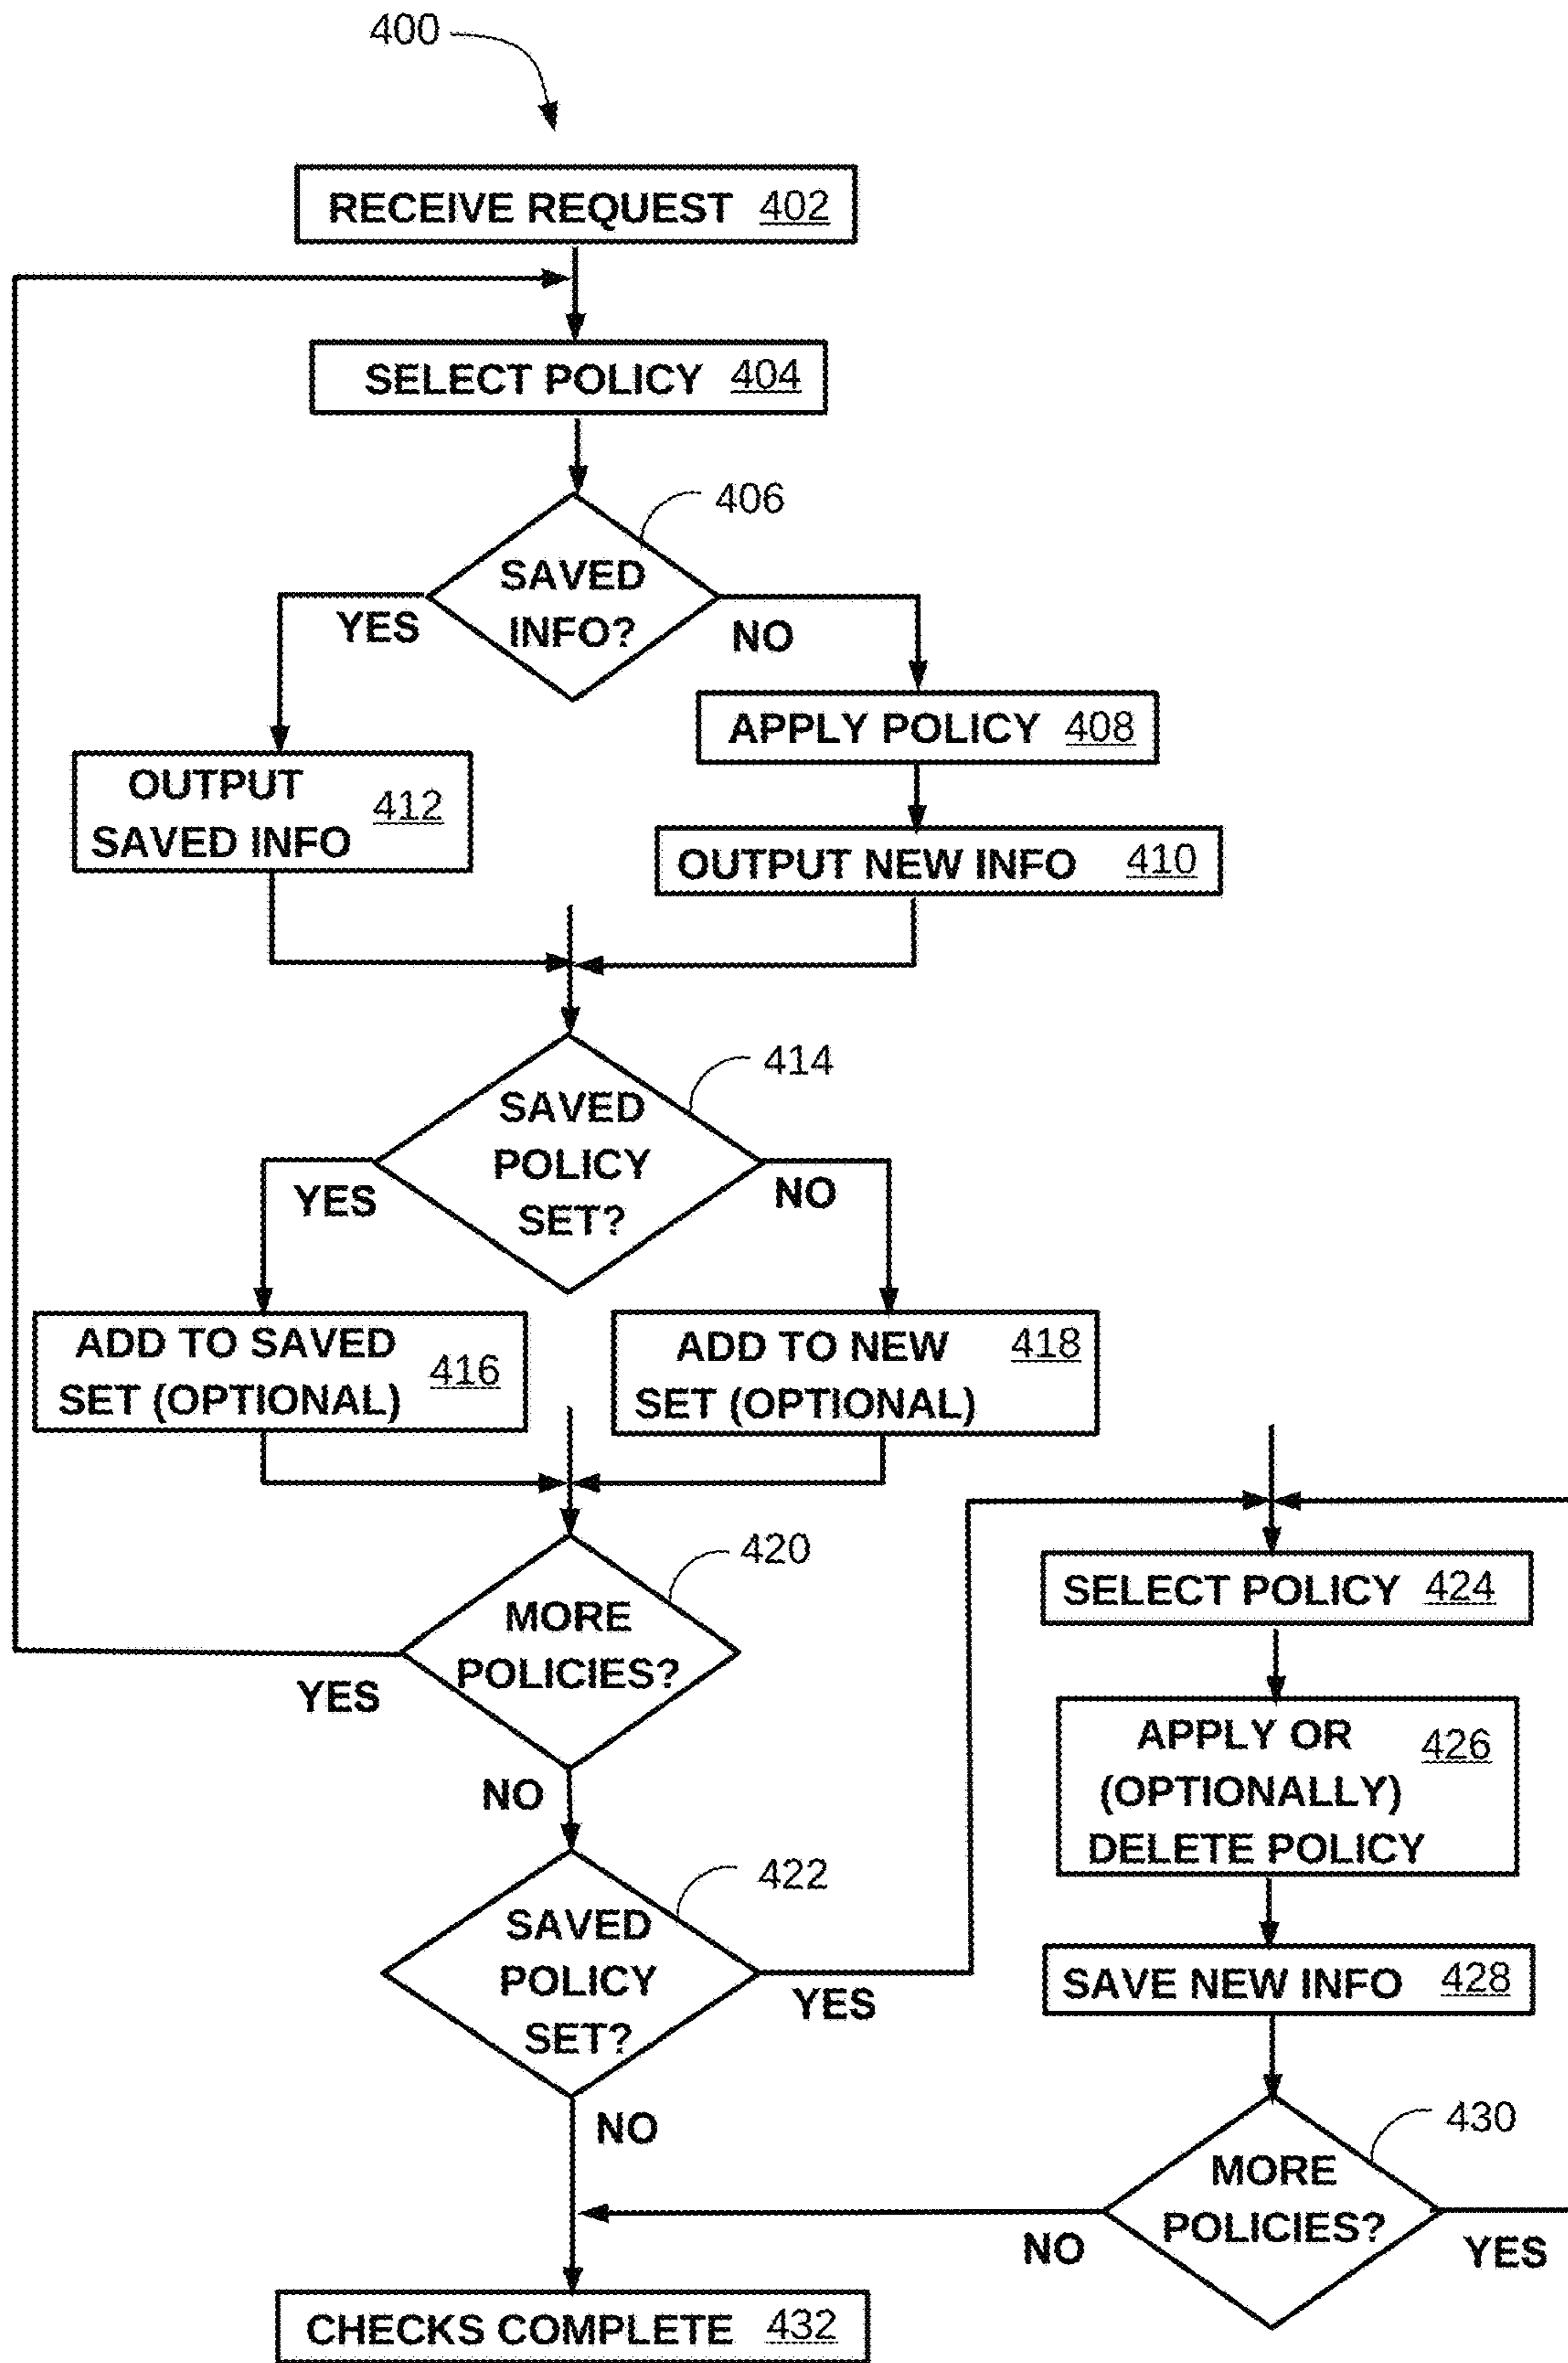 400
RECEIVE REQUEST 402
SELECT POLICY 404
406
SAVED
INFO?
YES
NO
APPLY POLICY 408
OUTPUT
SAVED INFO
412
OUTPUT NEW INFO 410
414
SAVED
POLICY
SET?
YES
NO
ADD TO SAVED
SET (OPTIONAL)
416
ADD TO NEW
SET (OPTIONAL)
418
420
MORE
POLICIES?
YES
NO
422
SAVED
POLICY
SET?
YES
NO
SELECT POLICY 424
APPLY OR
(OPTIONALLY)
DELETE POLICY
426
SAVE NEW INFO 428
430
MORE
POLICIES?
NO
YES
CHECKS COMPLETE 432